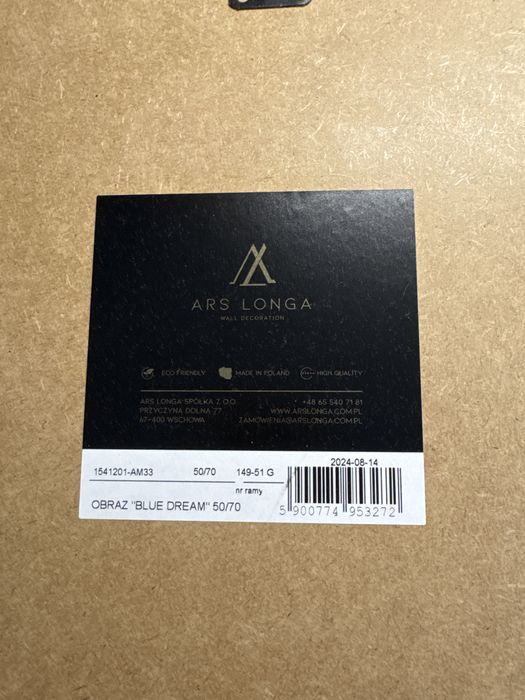 ARS LONGA
WALL DECORATION
ECO FRIENDLY MADE IN POLAND HIGH QUALITY
ARS LONGA SPÓŁKA Z O.O. +48 65 540 71 81
PRZYCZYNA DOLNA 77 WWW.ARSLONGA.COM.PL
67-400 WSCHOWA ZAMOWIENIA@ARSLONGA.COM.PL
2024-08-14
1541201-AM33 50/70 149-51 G
nr ramy
OBRAZ "BLUE DREAM" 50/70
5 900774 953272